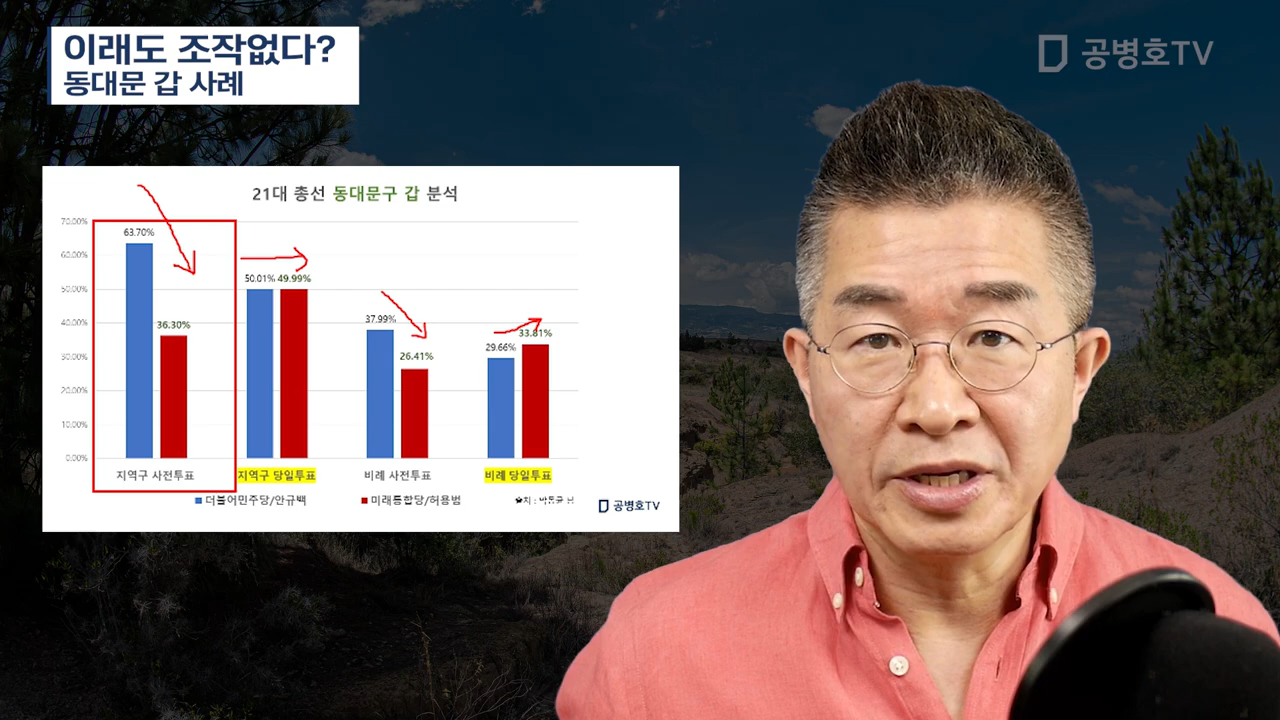 이래도 조작없다?
동대문 갑 사례
공병호TV
21대 총선 동대문구 갑 분석
70.00%
60.00%
50.00%
40.00%
30.00%
20.00%
10.00%
0.00%
63.70%
36.30%
50.01% 49.99%
37.99%
26.41%
29.66%
33.81%
지역구 사전투표
지역구 당일투표
비례 사전투표
비례 당일투표
더불어민주당/안규백
미래통합당/허용범
공병호TV